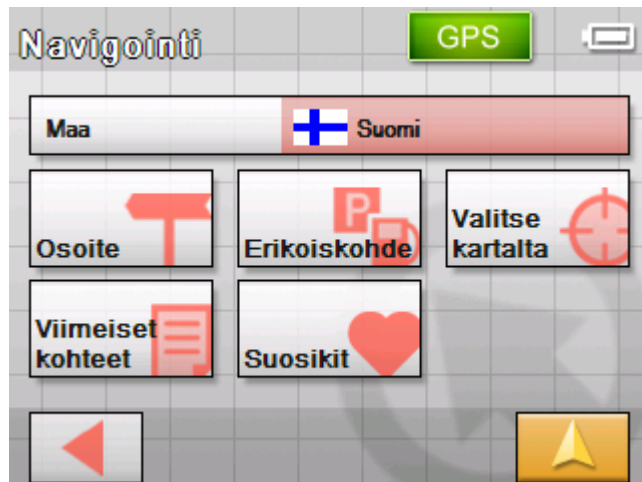 Navigointi
GPS
Maa
Suomi
Osoite
P
Erikoiskohde
Valitse
kartalta
Viimeiset
kohteet
Suosikit